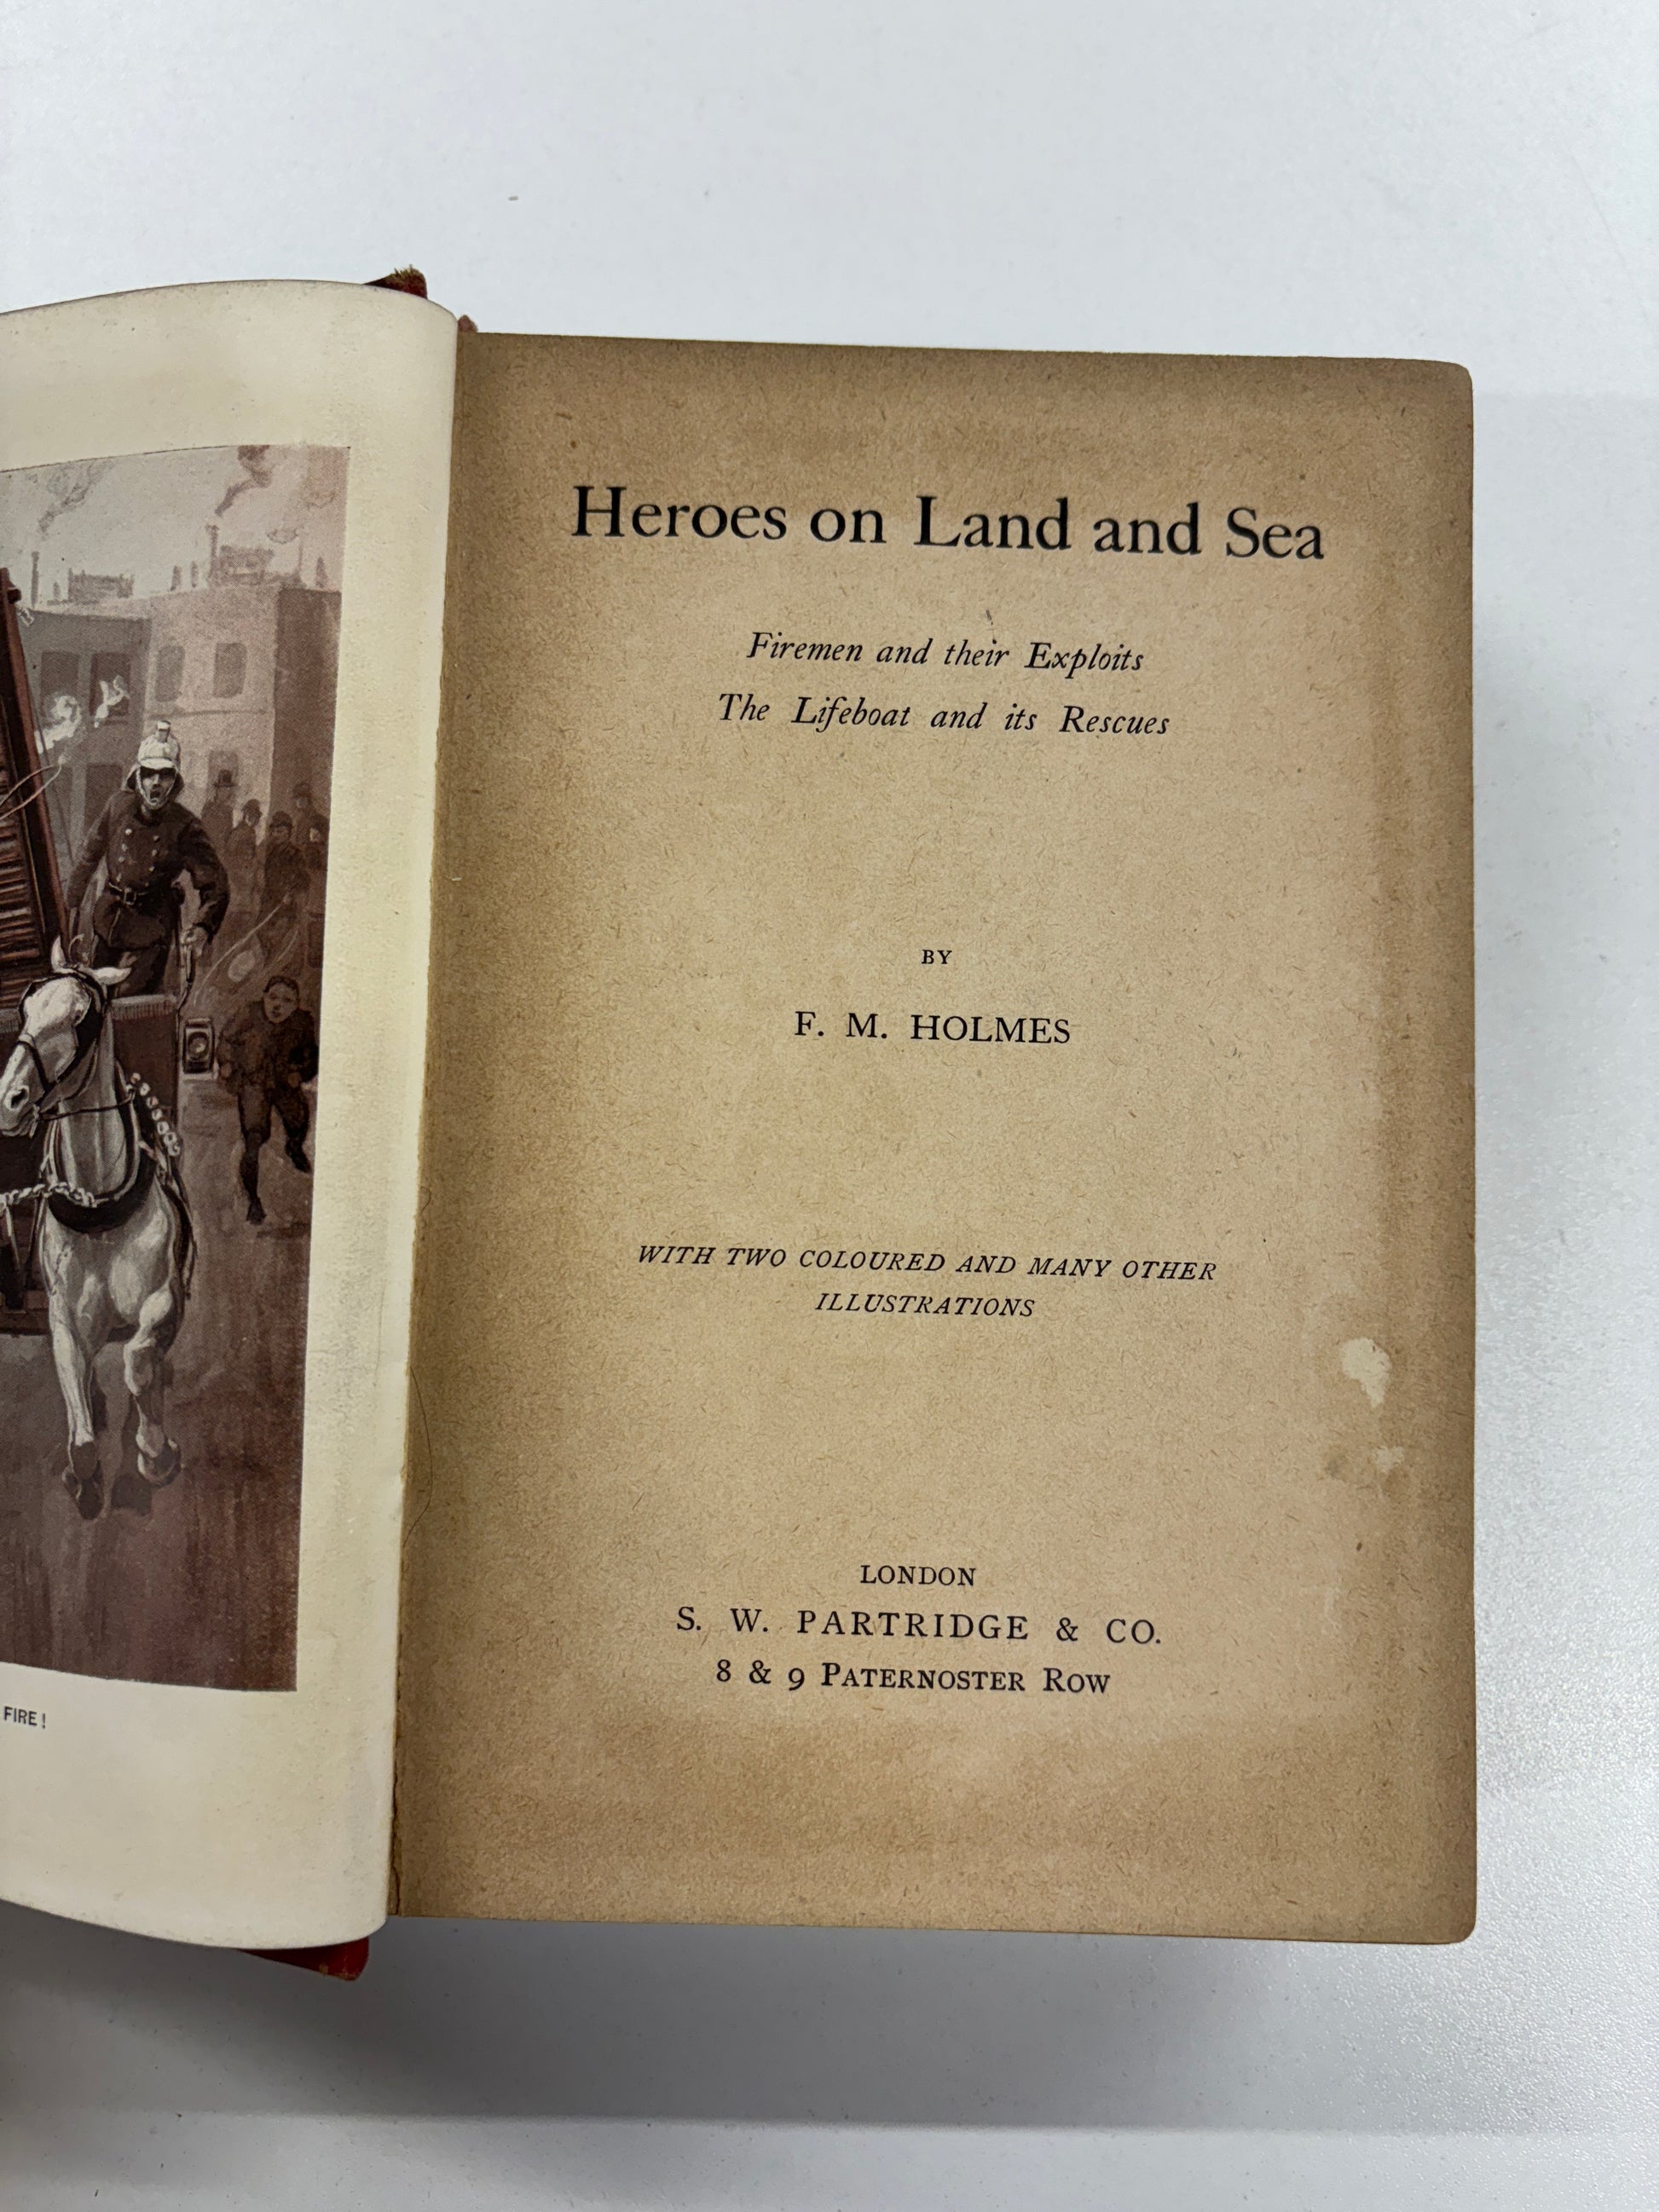 FIRE!
Heroes on Land and Sea
Firemen and their Exploits
The Lifeboat and its Rescues
BY
F. M. HOLMES
WITH TWO COLOURED AND MANY OTHER
ILLUSTRATIONS
LONDON
S. W. PARTRIDGE & CO.
8 & 9 PATERNOSTER ROW